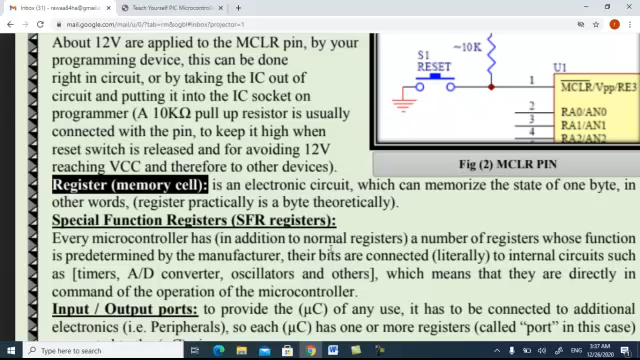 Inbox (31) - rawaa84ha@gmail.c
Teach Yourself PIC Microcontroll
mail.google.com/mail/u/0/?tab=rm&ogbl#inbox?projector=1
About 12V are applied to the MCLR pin, by your
programming device, this can be done
right in circuit, or by taking the IC out of
circuit and putting it into the IC socket on
programmer (A 10KΩ pull up resistor is usually
connected with the pin, to keep it high when
reset switch is released and for avoiding 12V
reaching VCC and therefore to other devices).
~10K
S1
RESET
U1
1
MCLR/Vpp/RE3
2
RA0/AN0
3
RA1/AN1
4
RA2/AN2
Fig (2) MCLR PIN
Register (memory cell): is an electronic circuit, which can memorize the state of one byte, in
other words, (register practically is a byte theoretically).
Special Function Registers (SFR registers):
Every microcontroller has (in addition to normal registers) a number of registers whose function
is predetermined by the manufacturer, their bits are connected (literally) to internal circuits such
as [timers, A/D converter, oscillators and others], which means that they are directly in
command of the operation of the microcontroller.
Input / Output ports: to provide the (µC) of any use, it has to be connected to additional
electronics (i.e. Peripherals), so each (µC) has one or more registers (called “port” in this case)
Type here to search
3:37 AM
12/26/2020